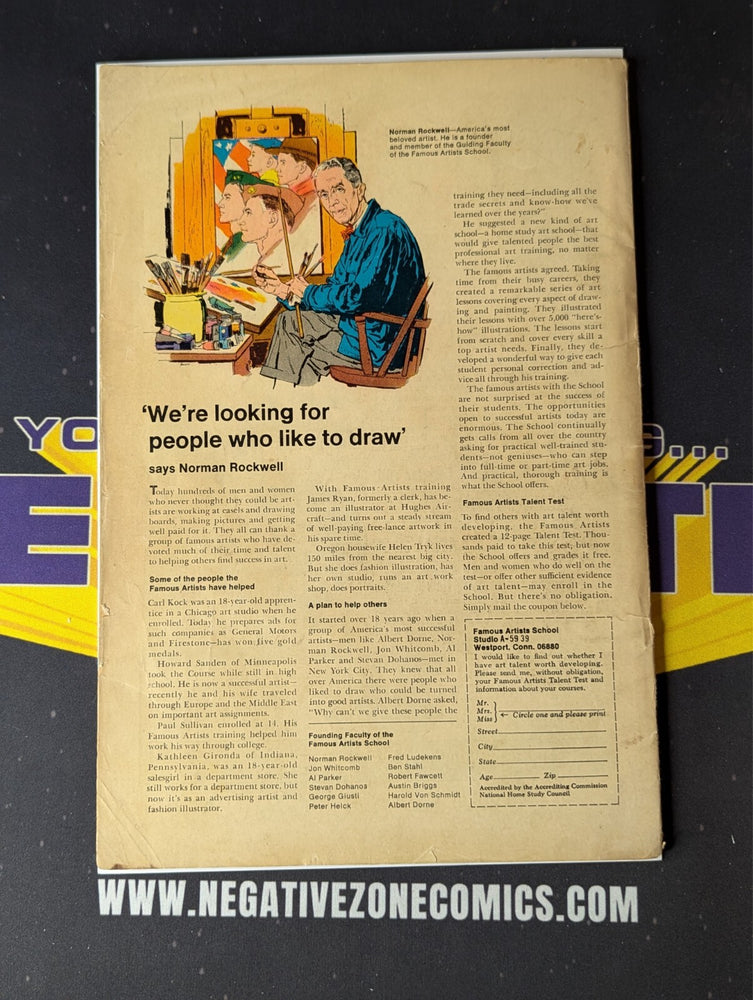 Norman Rockwell—America's most
beloved artist. He is a founder
and member of the Guiding Faculty
of the Famous Artists School.
'We're looking for
people who like to draw'
says Norman Rockwell
Today hundreds of men and women
who never thought they could be art-
ists are working at easels and drawing
boards, making pictures and getting
well paid for it. They all can thank a
group of famous artists who have de-
voted much of their time and talent
to helping others find success in art.
Some of the people the
Famous Artists have helped
Carl Kock was an 18-year-old appren-
tice in a Chicago art studio when he
enrolled. Today he prepares ads for
such companies as General Motors
and Firestone—has won five gold
medals.
Howard Sanden of Minneapolis
took the Course while still in high
school. He is now a successful artist—
recently he and his wife traveled
through Europe and the Middle East
on important art assignments.
Paul Sullivan enrolled at 14. His
Famous Artists training helped him
work his way through college.
Kathleen Gironda of Indiana,
Pennsylvania, was an 18-year-old
salesgirl in a department store. She
still works for a department store, but
now it's as an advertising artist and
fashion illustrator.
With Famous Artists training
James Ryan, formerly a clerk, has be-
come an illustrator at Hughes Air-
craft—and turns out a steady stream
of well-paying free-lance artwork in
his spare time.
Oregon housewife Helen Tryk lives
150 miles from the nearest big city.
But she does fashion illustration, has
her own studio, runs an art work
shop, does portraits.
A plan to help others
It started over 18 years ago when a
group of America's most successful
artists—men like Albert Dorne, Nor-
man Rockwell, Jon Whitcomb, Al
Parker and Stevan Dohanos—met in
New York City. They knew that all
over America there were people who
liked to draw who could be turned
into good artists. Albert Dorne asked,
"Why can't we give these people the
Founding Faculty of the
Famous Artists School
Norman Rockwell
Jon Whitcomb
Al Parker
Stevan Dohanos
George Giusti
Peter Helck
Fred Ludekens
Ben Stahl
Robert Fawcett
Austin Briggs
Harold Von Schmidt
Albert Dorne
training they need—including all the
trade secrets and know-how we've
learned over the years?"
He suggested a new kind of art
school—a home study art school—that
would give talented people the best
professional art training, no matter
where they live.
The famous artists agreed. Taking
time from their busy careers, they
created a remarkable series of art
lessons covering every aspect of draw-
ing and painting. They illustrated
their lessons with over 5,000 "here's-
how" illustrations. The lessons start
from scratch and cover every skill a
top artist needs. Finally, they de-
veloped a wonderful way to give each
student personal correction and ad-
vice all through his training.
The famous artists with the School
are not surprised at the success of
their students. The opportunities
open to successful artists today are
enormous. The School continually
gets calls from all over the country
asking for practical well-trained stu-
dents—not geniuses—who can step
into full-time or part-time art jobs.
And practical, thorough training is
what the School offers.
Famous Artists Talent Test
To find others with art talent worth
developing, the Famous Artists
created a 12-page Talent Test. Thou-
sands paid to take this test; but now
the School offers and grades it free.
Men and women who do well on the
test—or offer other sufficient evidence
of art talent—may enroll in the
School. But there's no obligation.
Simply mail the coupon below.
Famous Artists School
Studio A-59 39
Westport, Conn. 06880
I would like to find out whether I
have art talent worth developing.
Please send me, without obligation,
your Famous Artists Talent Test and
information about your courses.
Mr.
Mrs.
Miss
← Circle one and please print
Street
City
State
Age Zip
Accredited by the Accrediting Commission
National Home Study Council
WWW.NEGATIVEZONECOMICS.COM